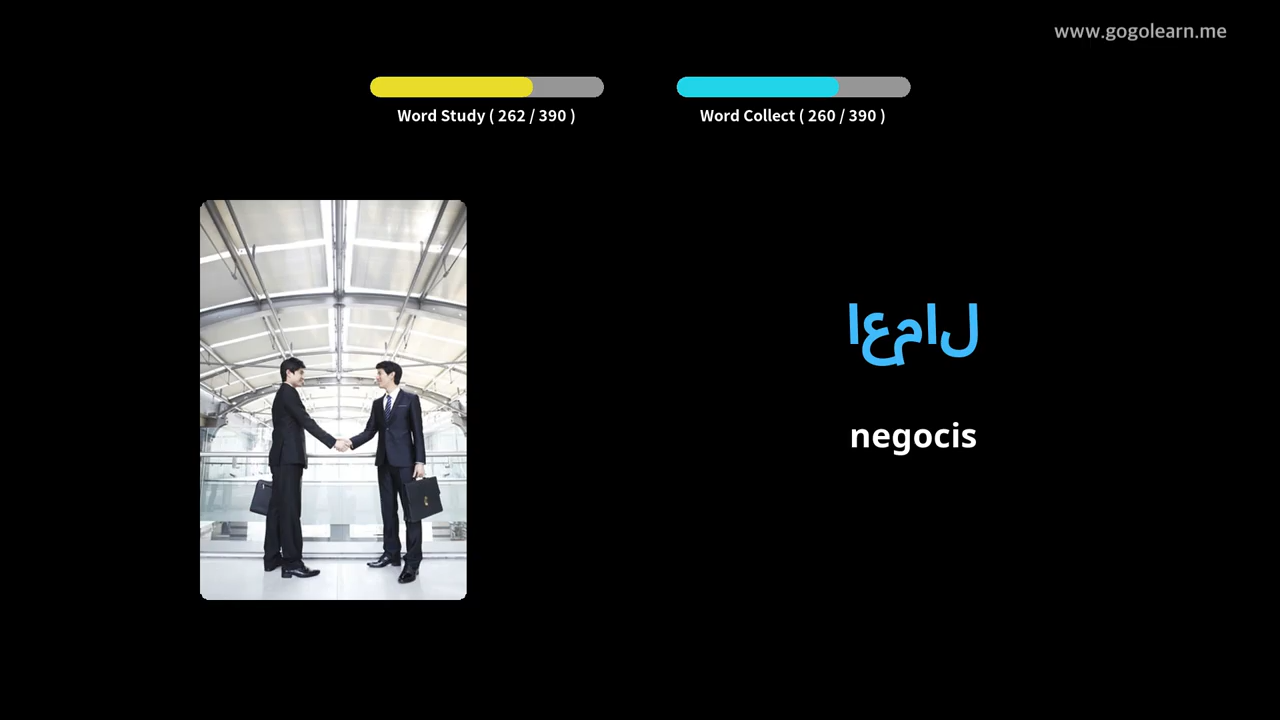 www.gogolearn.me
Word Study ( 262 / 390 )
Word Collect ( 260 / 390 )
اعمال
negocis